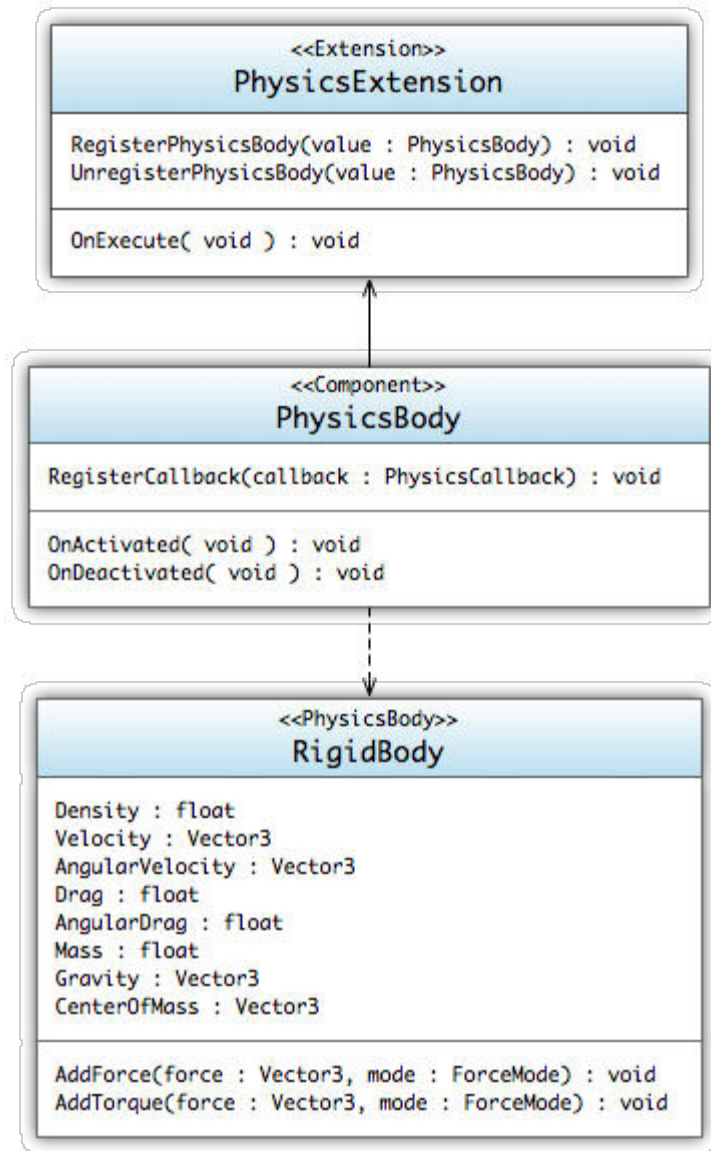 <<Extension>>
PhysicsExtension
RegisterPhysicsBody(value : PhysicsBody) : void
UnregisterPhysicsBody(value : PhysicsBody) : void
OnExecute( void ) : void
<<Component>>
PhysicsBody
RegisterCallback(callback : PhysicsCallback) : void
OnActivated( void ) : void
OnDeactivated( void ) : void
<<PhysicsBody>>
RigidBody
Density : float
Velocity : Vector3
AngularVelocity : Vector3
Drag : float
AngularDrag : float
Mass : float
Gravity : Vector3
CenterOfMass : Vector3
AddForce(force : Vector3, mode : ForceMode) : void
AddTorque(force : Vector3, mode : ForceMode) : void